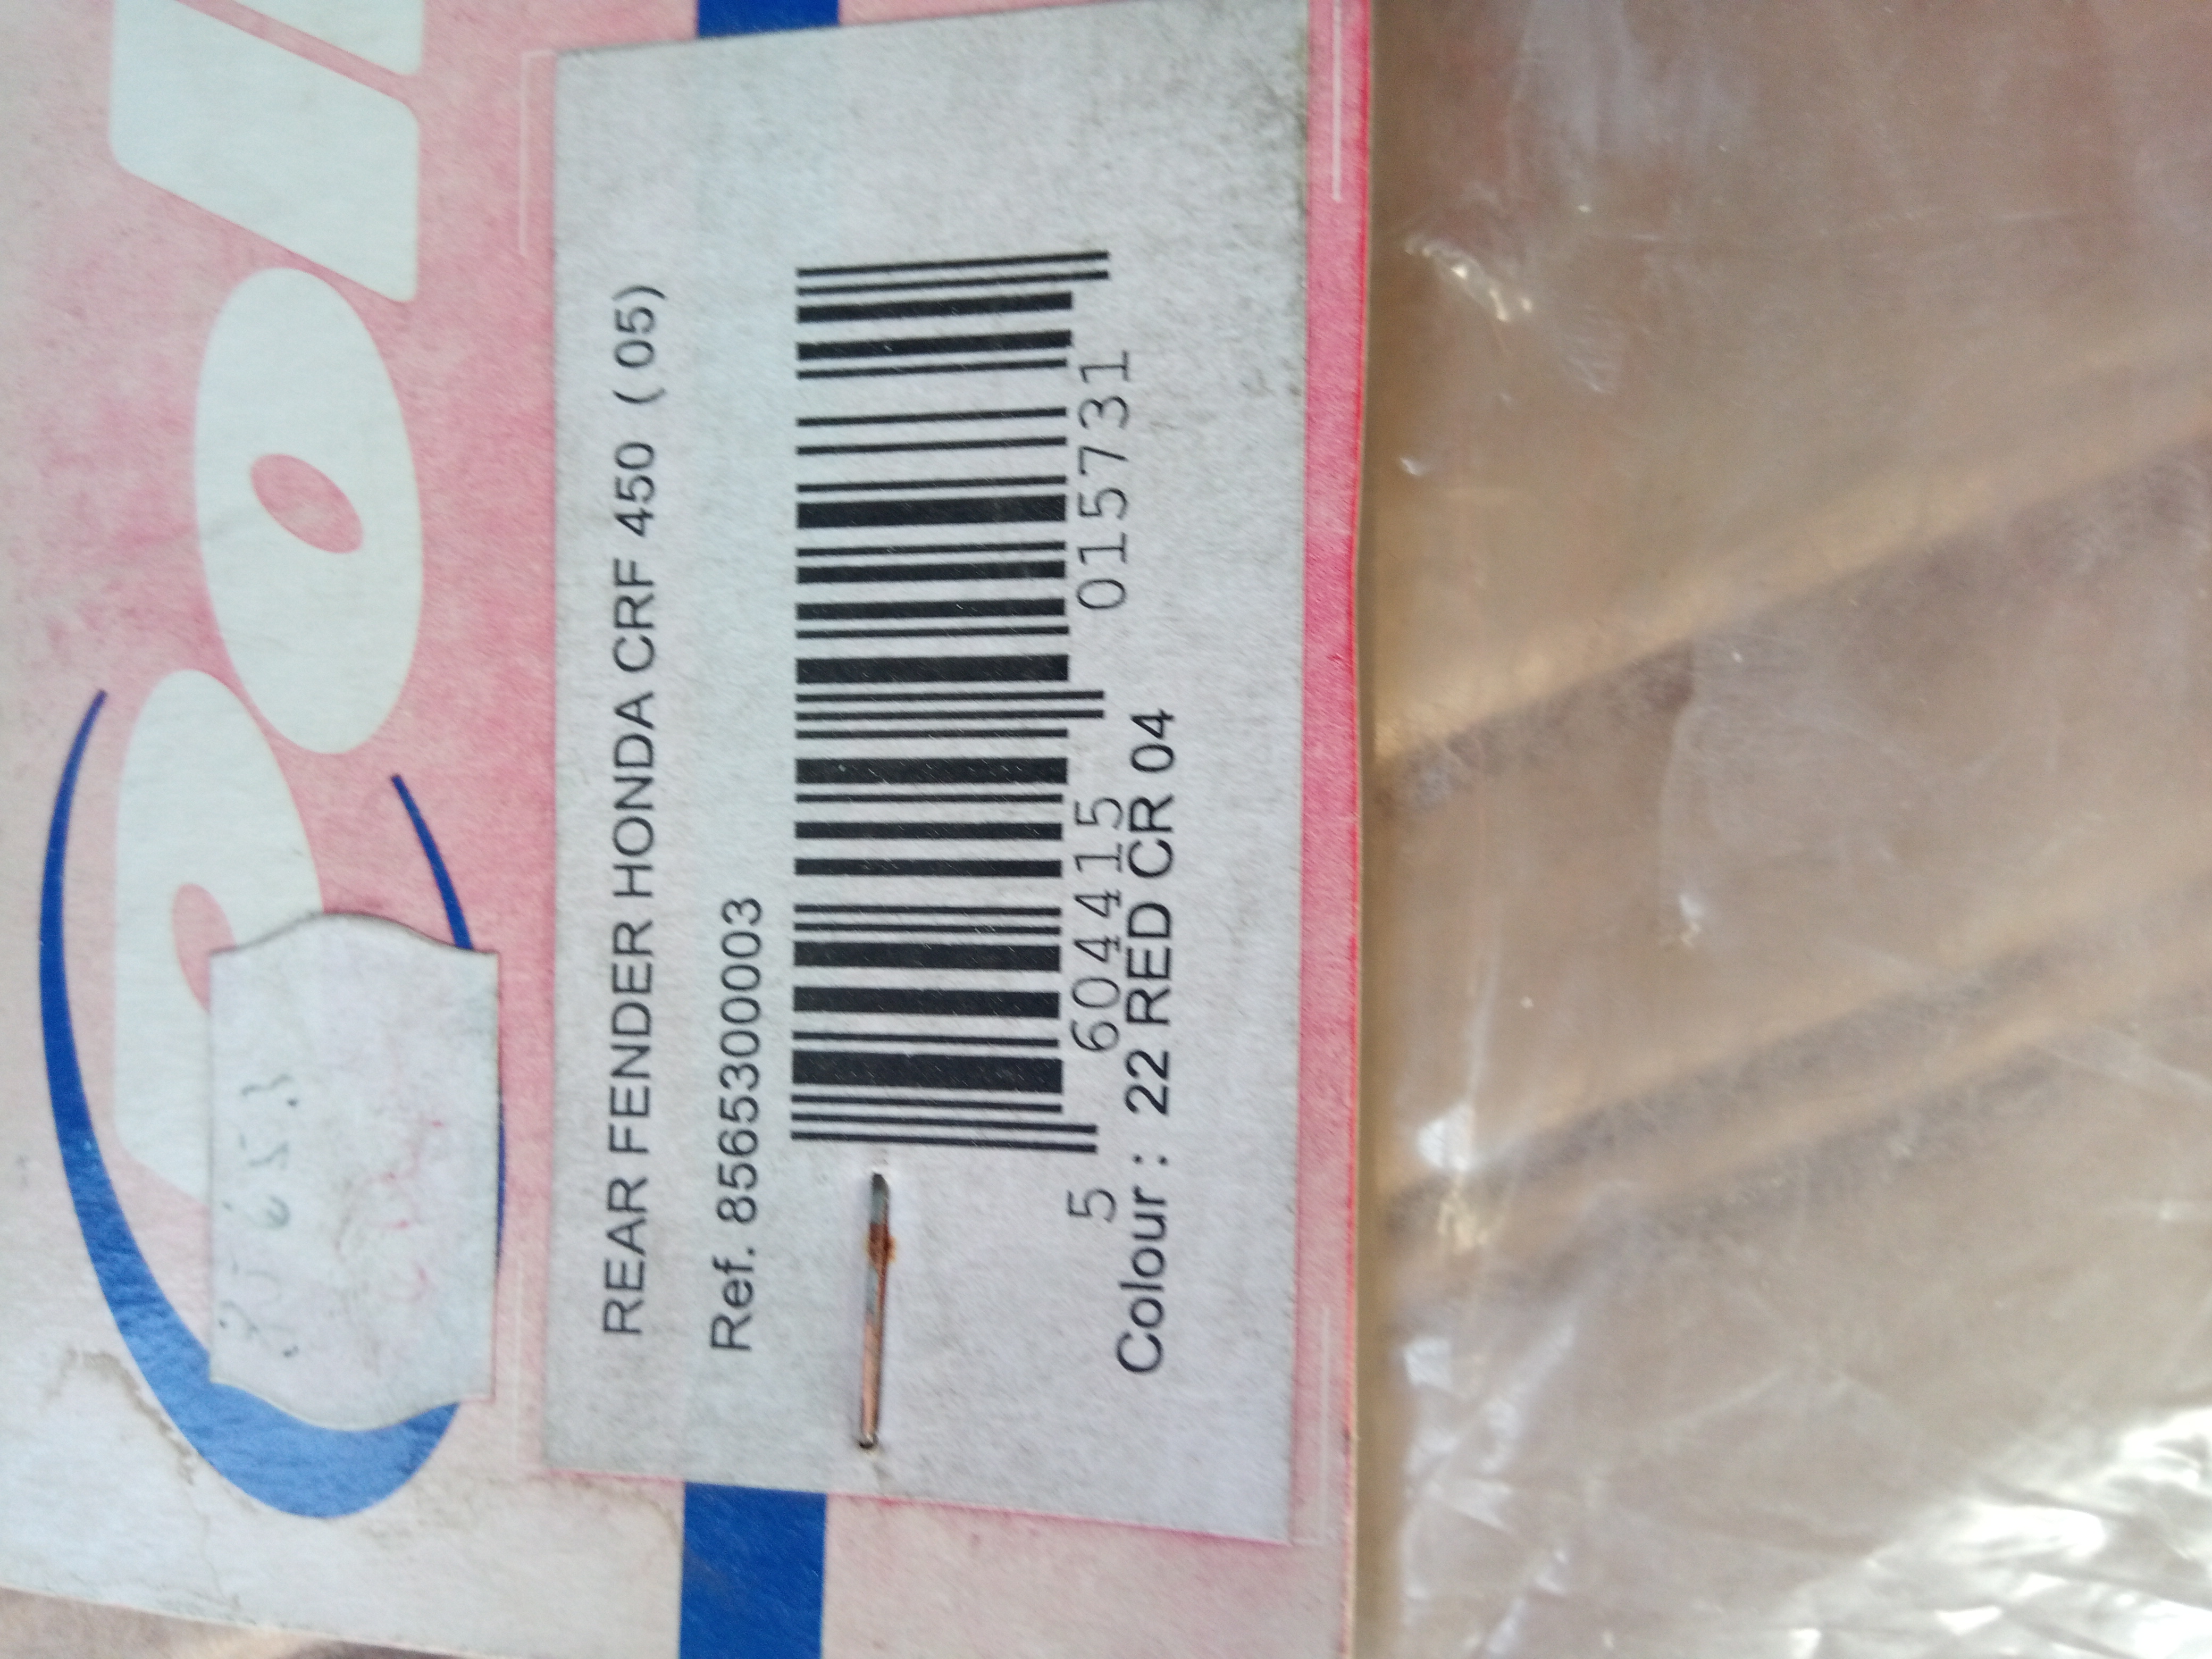 REAR FENDER HONDA CRF 450 (05)
Ref. 8565300003
5 604415 015731
Colour : 22 RED CR 04